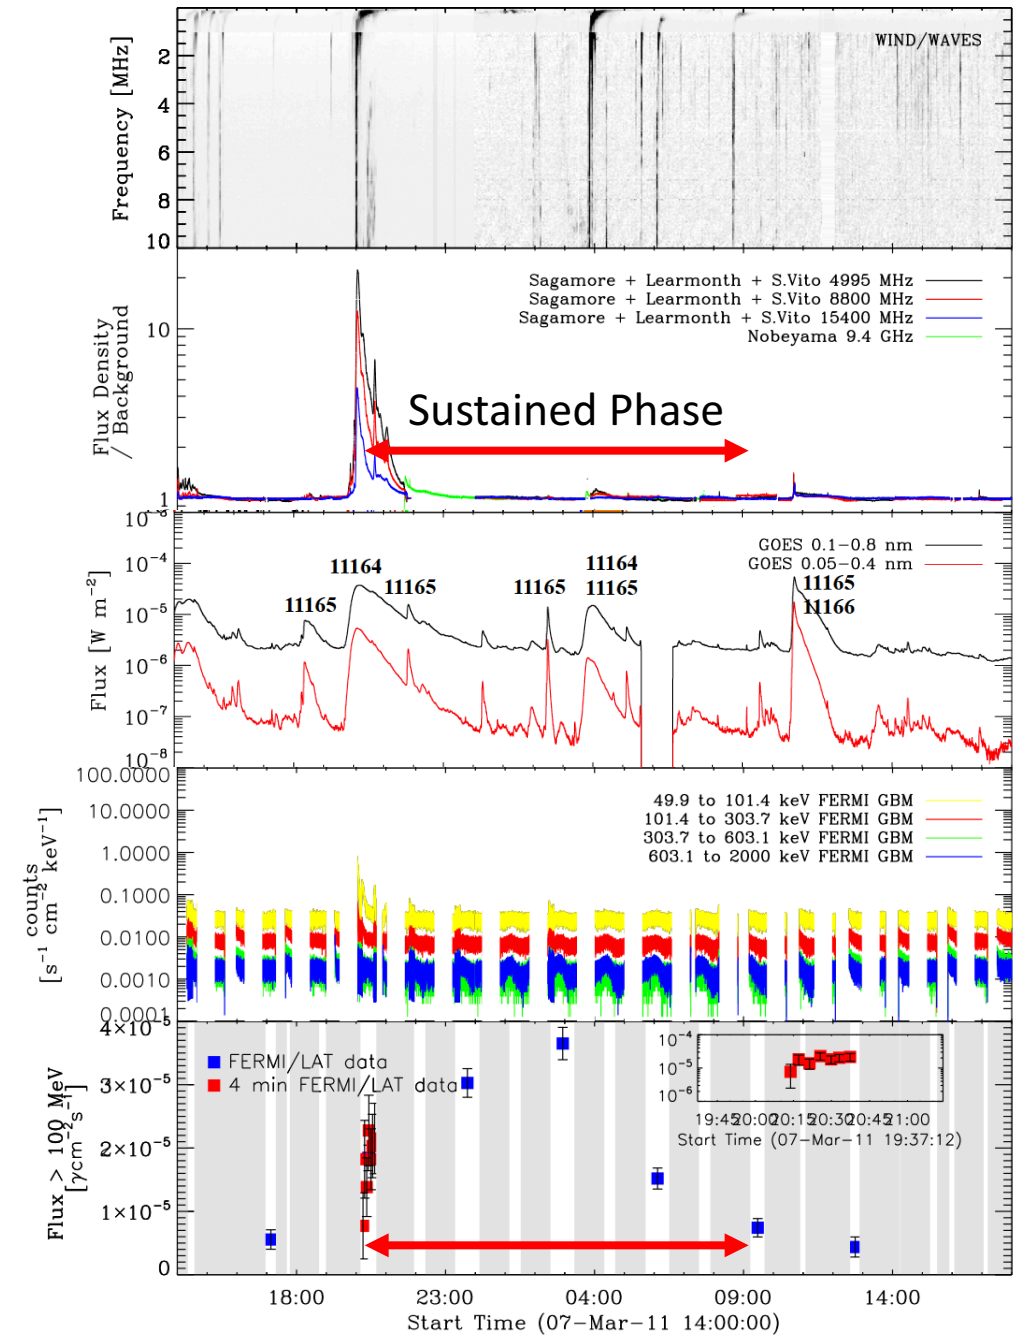 WIND/WAVES
Frequency [MHz]
2
4
6
8
10
Sagamore + Learmonth + S.Vito 4995 MHz
Sagamore + Learmonth + S.Vito 8800 MHz
Sagamore + Learmonth + S.Vito 15400 MHz
Nobeyama 9.4 GHz
Flux Density
/ Background
10
1
Sustained Phase
GOES 0.1−0.8 nm
GOES 0.05−0.4 nm
Flux [W m⁻²]
10⁻³
10⁻⁴
10⁻⁵
10⁻⁶
10⁻⁷
10⁻⁸
11165
11164
11165
11165
11164
11165
11165
11166
49.9 to 101.4 keV FERMI GBM
101.4 to 303.7 keV FERMI GBM
303.7 to 603.1 keV FERMI GBM
603.1 to 2000 keV FERMI GBM
counts
[s⁻¹ cm⁻² keV⁻¹]
100.0000
10.0000
1.0000
0.1000
0.0100
0.0010
0.0001
Flux > 100 MeV
[γcm⁻²s⁻¹]
4×10⁻⁵
3×10⁻⁵
2×10⁻⁵
1×10⁻⁵
0
FERMI/LAT data
4 min FERMI/LAT data
10⁻⁴
10⁻⁵
10⁻⁶
19:45 20:00 20:15 20:30 20:45 21:00
Start Time (07−Mar−11 19:37:12)
18:00 23:00 04:00 09:00 14:00
Start Time (07−Mar−11 14:00:00)